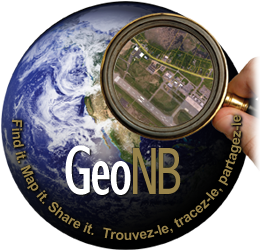 GeoNB
Find it. Map it. Share it. Trouvez-le, tracez-le, partagez-le